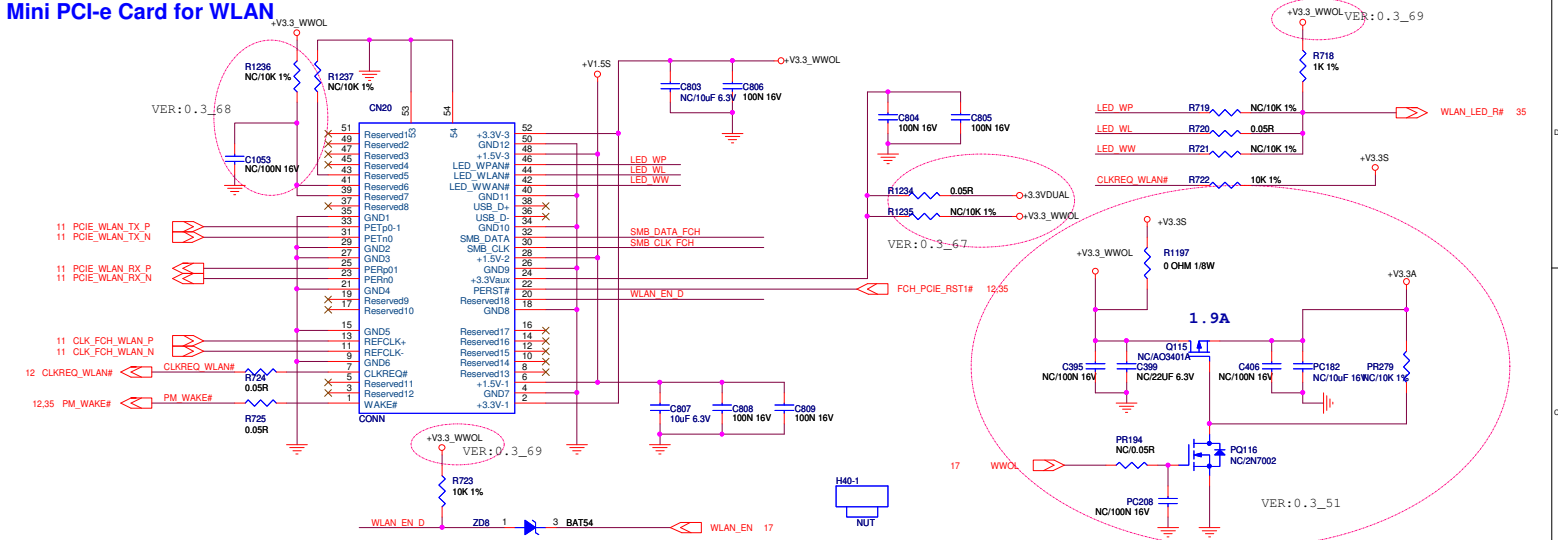 Mini PCI-e Card for WLAN
+V3.3_WWOL
R1236
NC/10K 1%
R1237
NC/10K 1%
VER:0.3_68
C1053
NC/100N 16V
CN20
53
54
53
54
51 Reserved1
49 Reserved2
47 Reserved3
45 Reserved4
43 Reserved5
41 Reserved6
39 Reserved7
37 Reserved8
35 GND1
33 PETp0-1
31 PETn0
29 GND2
27 GND3
25 PERp01
23 PERn0
21 GND4
19 Reserved9
17 Reserved10
15 GND5
13 REFCLK+
11 REFCLK-
9 GND6
7 CLKREQ#
5 Reserved11
3 Reserved12
1 WAKE#
+3.3V-3 52
GND12 50
+1.5V-3 48
LED_WPAN# 46
LED_WLAN# 44
LED_WWAN# 42
GND11 40
USB_D+ 38
USB_D- 36
GND10 34
SMB_DATA 32
SMB_CLK 30
+1.5V-2 28
GND9 26
+3.3Vaux 24
PERST# 22
Reserved18 20
GND8 18
Reserved17 16
Reserved16 14
Reserved15 12
Reserved14 10
Reserved13 8
+1.5V-1 6
GND7 4
+3.3V-1 2
CONN
11 PCIE_WLAN_TX_P
11 PCIE_WLAN_TX_N
11 PCIE_WLAN_RX_P
11 PCIE_WLAN_RX_N
11 CLK_FCH_WLAN_P
11 CLK_FCH_WLAN_N
12 CLKREQ_WLAN#
CLKREQ_WLAN#
R724
0.05R
12,35 PM_WAKE#
PM_WAKE#
R725
0.05R
LED_WP
LED_WL
LED_WW
SMB_DATA_FCH
SMB_CLK_FCH
WLAN_EN_D
FCH_PCIE_RST1# 12,35
+V1.5S
C803
NC/10uF 6.3V
C806
100N 16V
+V3.3_WWOL
C804
100N 16V
C805
100N 16V
R1234
0.05R
+3.3VDUAL
R1235
NC/10K 1%
+V3.3_WWOL
VER:0.3_67
C807
10uF 6.3V
C808
100N 16V
C809
100N 16V
+V3.3_WWOL
VER:0.3_69
R723
10K 1%
WLAN_EN_D
ZD8
1
3
BAT54
WLAN_EN 17
H40-1
NUT
+V3.3_WWOL
VER:0.3_69
R718
1K 1%
LED_WP
R719
NC/10K 1%
LED_WL
R720
0.05R
LED_WW
R721
NC/10K 1%
WLAN_LED_R# 35
CLKREQ_WLAN#
R722
10K 1%
+V3.3S
+V3.3S
+V3.3_WWOL
R1197
0 OHM 1/8W
+V3.3A
1.9A
Q115
NC/AO3401A
C395
NC/100N 16V
C399
NC/22UF 6.3V
C406
NC/100N 16V
PC182
NC/10uF 16V
PR279
NC/10K 1%
17 WWOL
PR194
NC/0.05R
PQ116
NC/2N7002
PC208
NC/100N 16V
VER:0.3_51